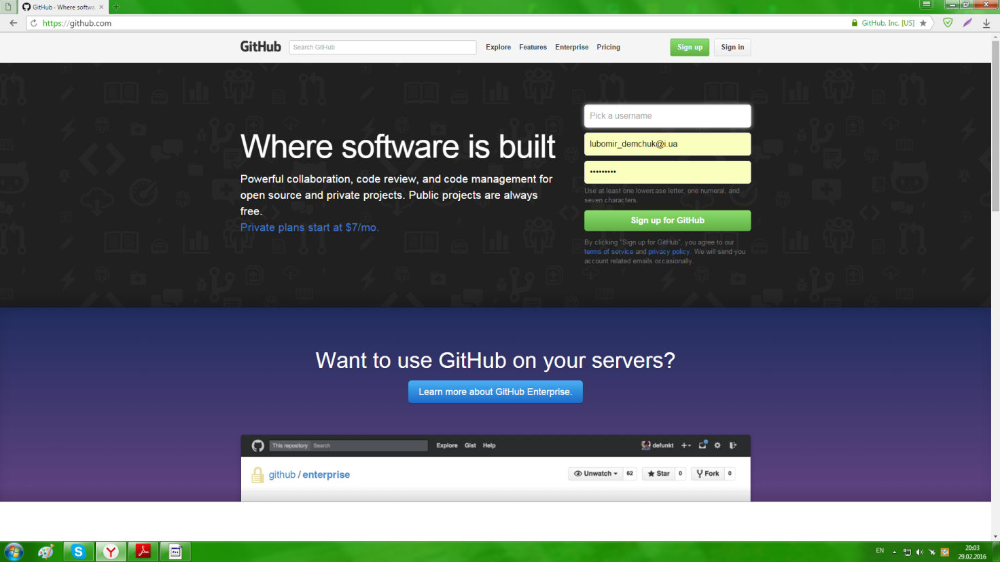 GitHub · Where softwa
https://github.com
GitHub, Inc. [US]
GitHub
Search GitHub
Explore
Features
Enterprise
Pricing
Sign up
Sign in
Where software is built
Powerful collaboration, code review, and code management for
open source and private projects. Public projects are always
free.
Private plans start at $7/mo.
Pick a username
lubomir_demchuk@i.ua
•••••••••
Use at least one lowercase letter, one numeral, and
seven characters.
Sign up for GitHub
By clicking "Sign up for GitHub", you agree to our
terms of service and privacy policy. We will send you
account related emails occasionally.
Want to use GitHub on your servers?
Learn more about GitHub Enterprise.
This repository
Search
Explore
Gist
Help
defunkt
github / enterprise
Unwatch
62
Star
0
Fork
0
EN
20:03
29.02.2016